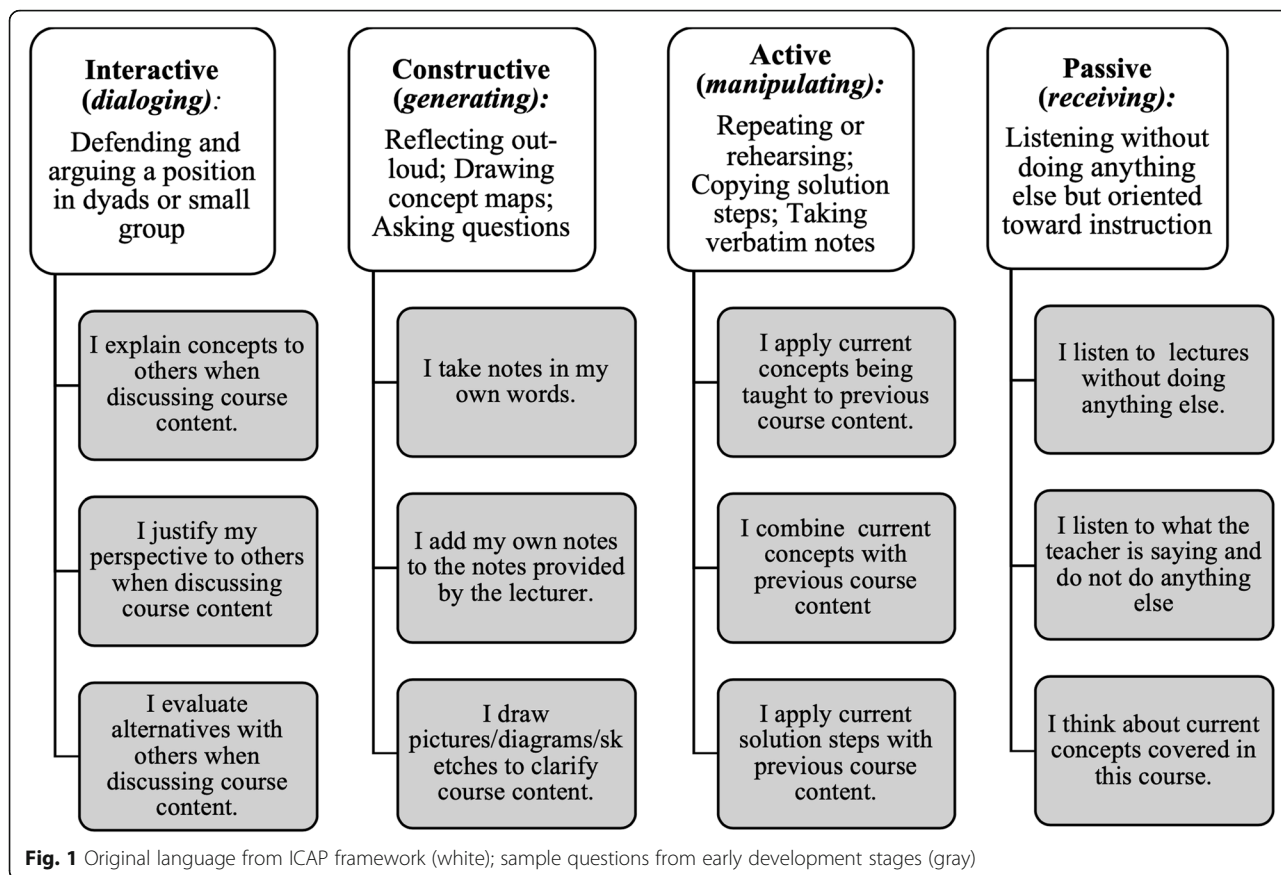 Interactive
(dialoging):
Defending and
arguing a position
in dyads or small
group
I explain concepts to
others when
discussing course
content.
I justify my
perspective to others
when discussing
course content
I evaluate
alternatives with
others when
discussing course
content.
Constructive
(generating):
Reflecting out-
loud; Drawing
concept maps;
Asking questions
I take notes in my
own words.
I add my own notes
to the notes provided
by the lecturer.
I draw
pictures/diagrams/sk
etches to clarify
course content.
Active
(manipulating):
Repeating or
rehearsing;
Copying solution
steps; Taking
verbatim notes
I apply current
concepts being
taught to previous
course content.
I combine current
concepts with
previous course
content
I apply current
solution steps with
previous course
content.
Passive
(receiving):
Listening without
doing anything
else but oriented
toward instruction
I listen to lectures
without doing
anything else.
I listen to what the
teacher is saying and
do not do anything
else
I think about current
concepts covered in
this course.
Fig. 1 Original language from ICAP framework (white); sample questions from early development stages (gray)